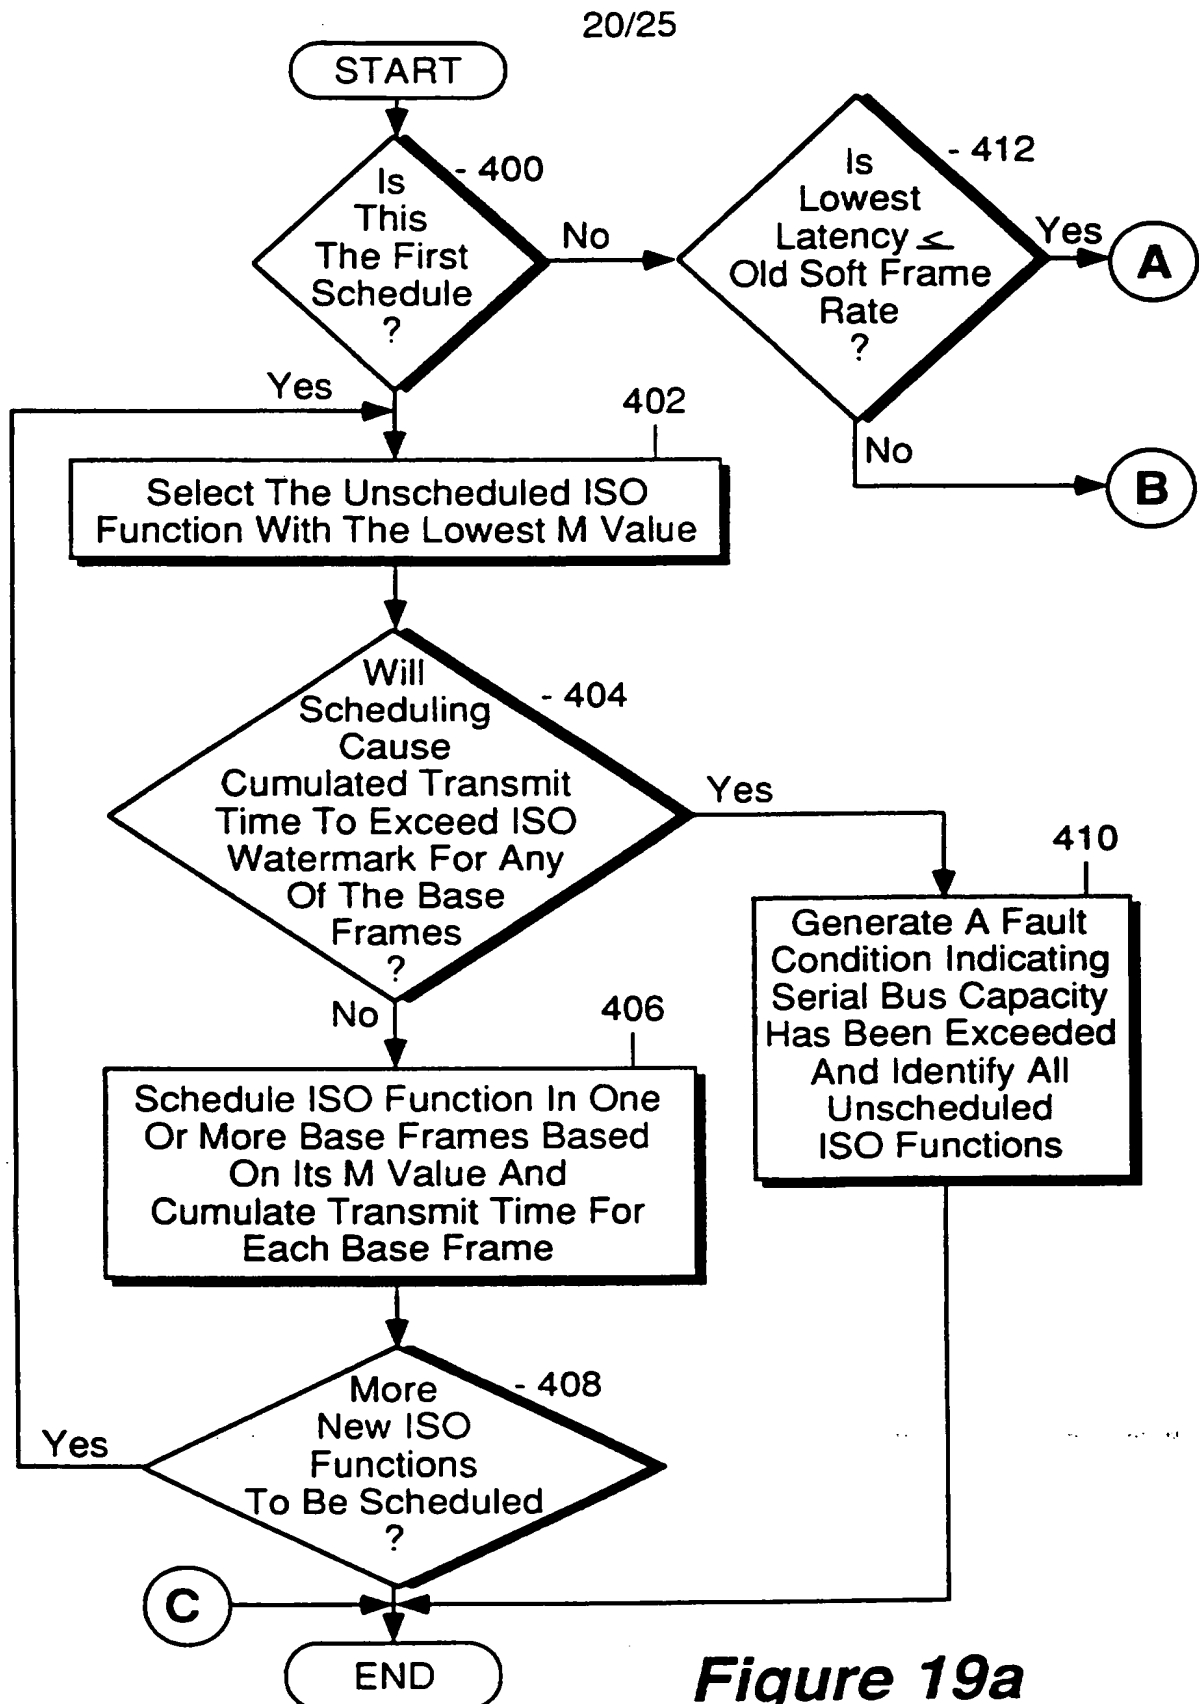 20/25
START
- 400
Is
This
The First
Schedule
?
No
- 412
Is
Lowest
Latency ≤
Old Soft Frame
Rate
?
Yes
A
No
B
Yes
402
Select The Unscheduled ISO
Function With The Lowest M Value
- 404
Will
Scheduling
Cause
Cumulated Transmit
Time To Exceed ISO
Watermark For Any
Of The Base
Frames
?
Yes
410
Generate A Fault
Condition Indicating
Serial Bus Capacity
Has Been Exceeded
And Identify All
Unscheduled
ISO Functions
No
406
Schedule ISO Function In One
Or More Base Frames Based
On Its M Value And
Cumulate Transmit Time For
Each Base Frame
- 408
More
New ISO
Functions
To Be Scheduled
?
Yes
C
END
Figure 19a